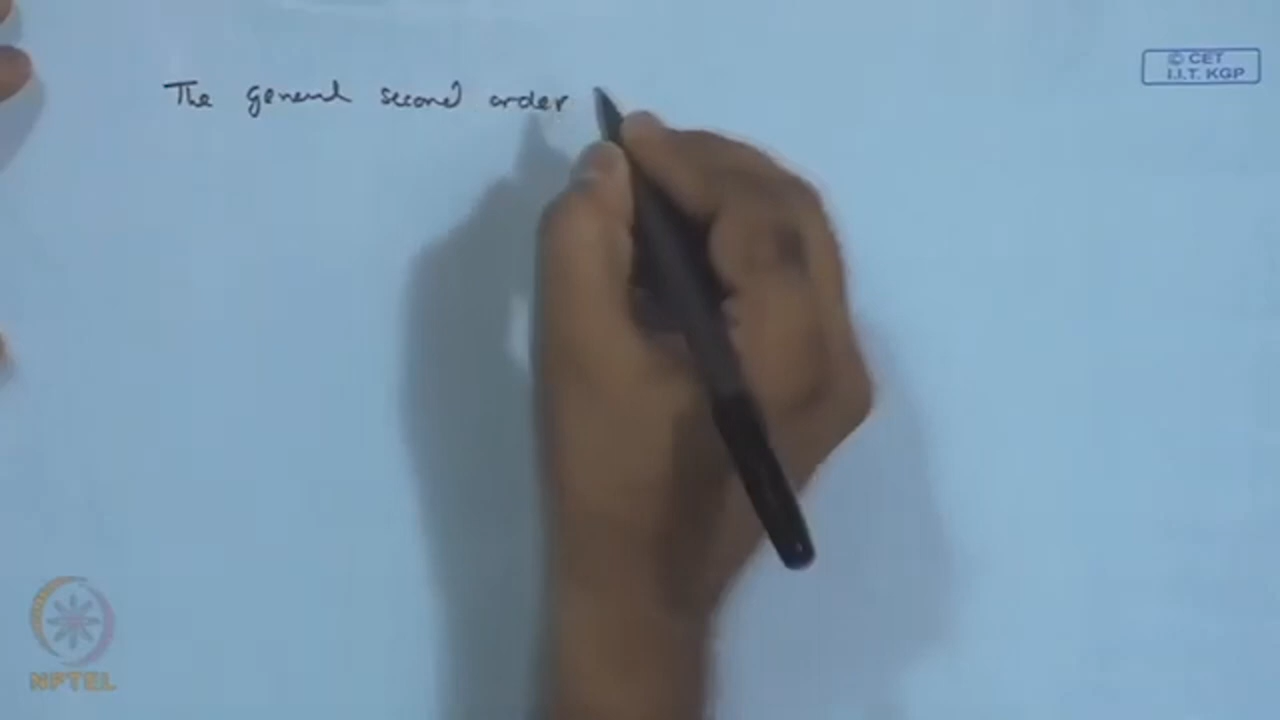 The general second order
© CET
I.I.T. KGP
NPTEL